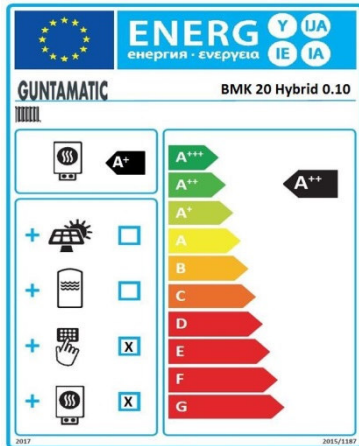 ENERG Y IJA
енергия · ενεργεια IE IA
GUNTAMATIC
BMK 20 Hybrid 0.10
A+
A+++
A++
A++
A+
A
B
C
D
E
F
G
+
+
+ X
+ X
2017
2015/1187